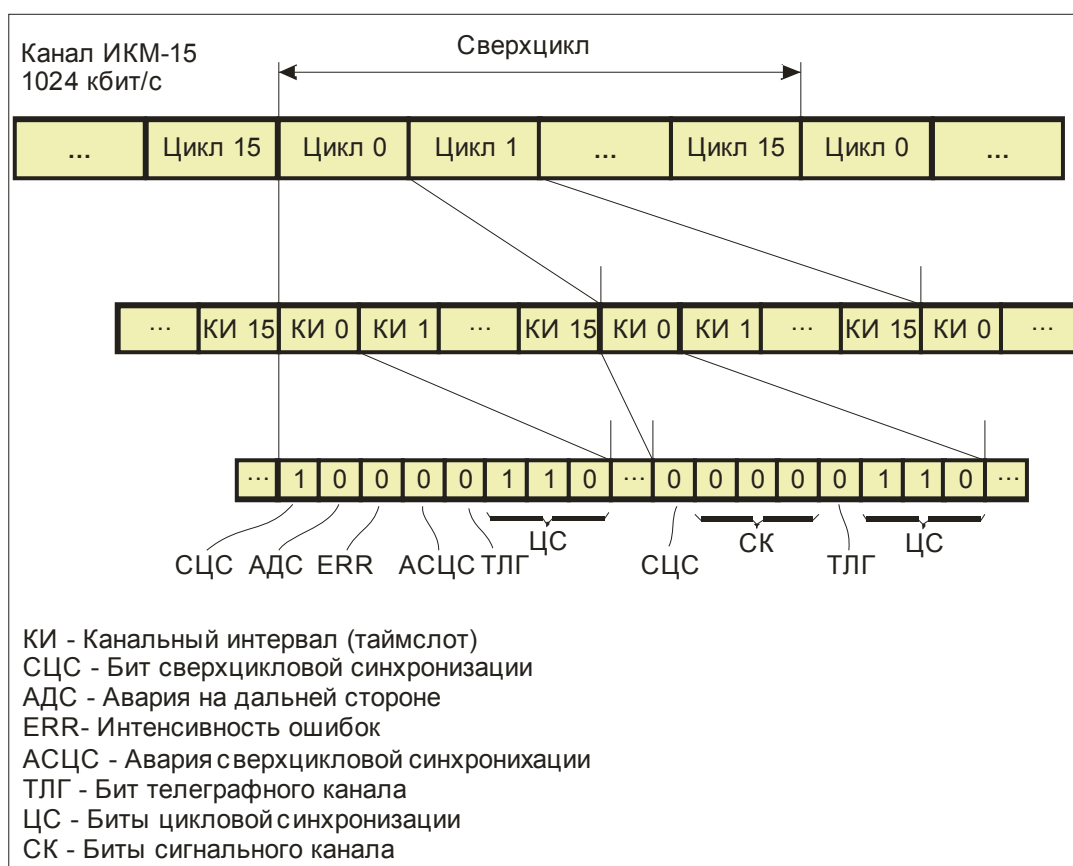 Канал ИКМ-15
1024 кбит/с
Сверхцикл
... Цикл 15 Цикл 0 Цикл 1 ... Цикл 15 Цикл 0 ...
... КИ 15 КИ 0 КИ 1 ... КИ 15 КИ 0 КИ 1 ... КИ 15 КИ 0 ...
... 1 0 0 0 0 1 1 0 ... 0 0 0 0 0 1 1 0 ...
СЦС АДС ERR АСЦС ТЛГ ЦС СЦС СК ТЛГ ЦС
КИ - Канальный интервал (таймслот)
СЦС - Бит сверхцикловой синхронизации
АДС - Авария на дальней стороне
ERR- Интенсивность ошибок
АСЦС - Авария сверхцикловой синхронихации
ТЛГ - Бит телеграфного канала
ЦС - Биты цикловой синхронизации
СК - Биты сигнального канала